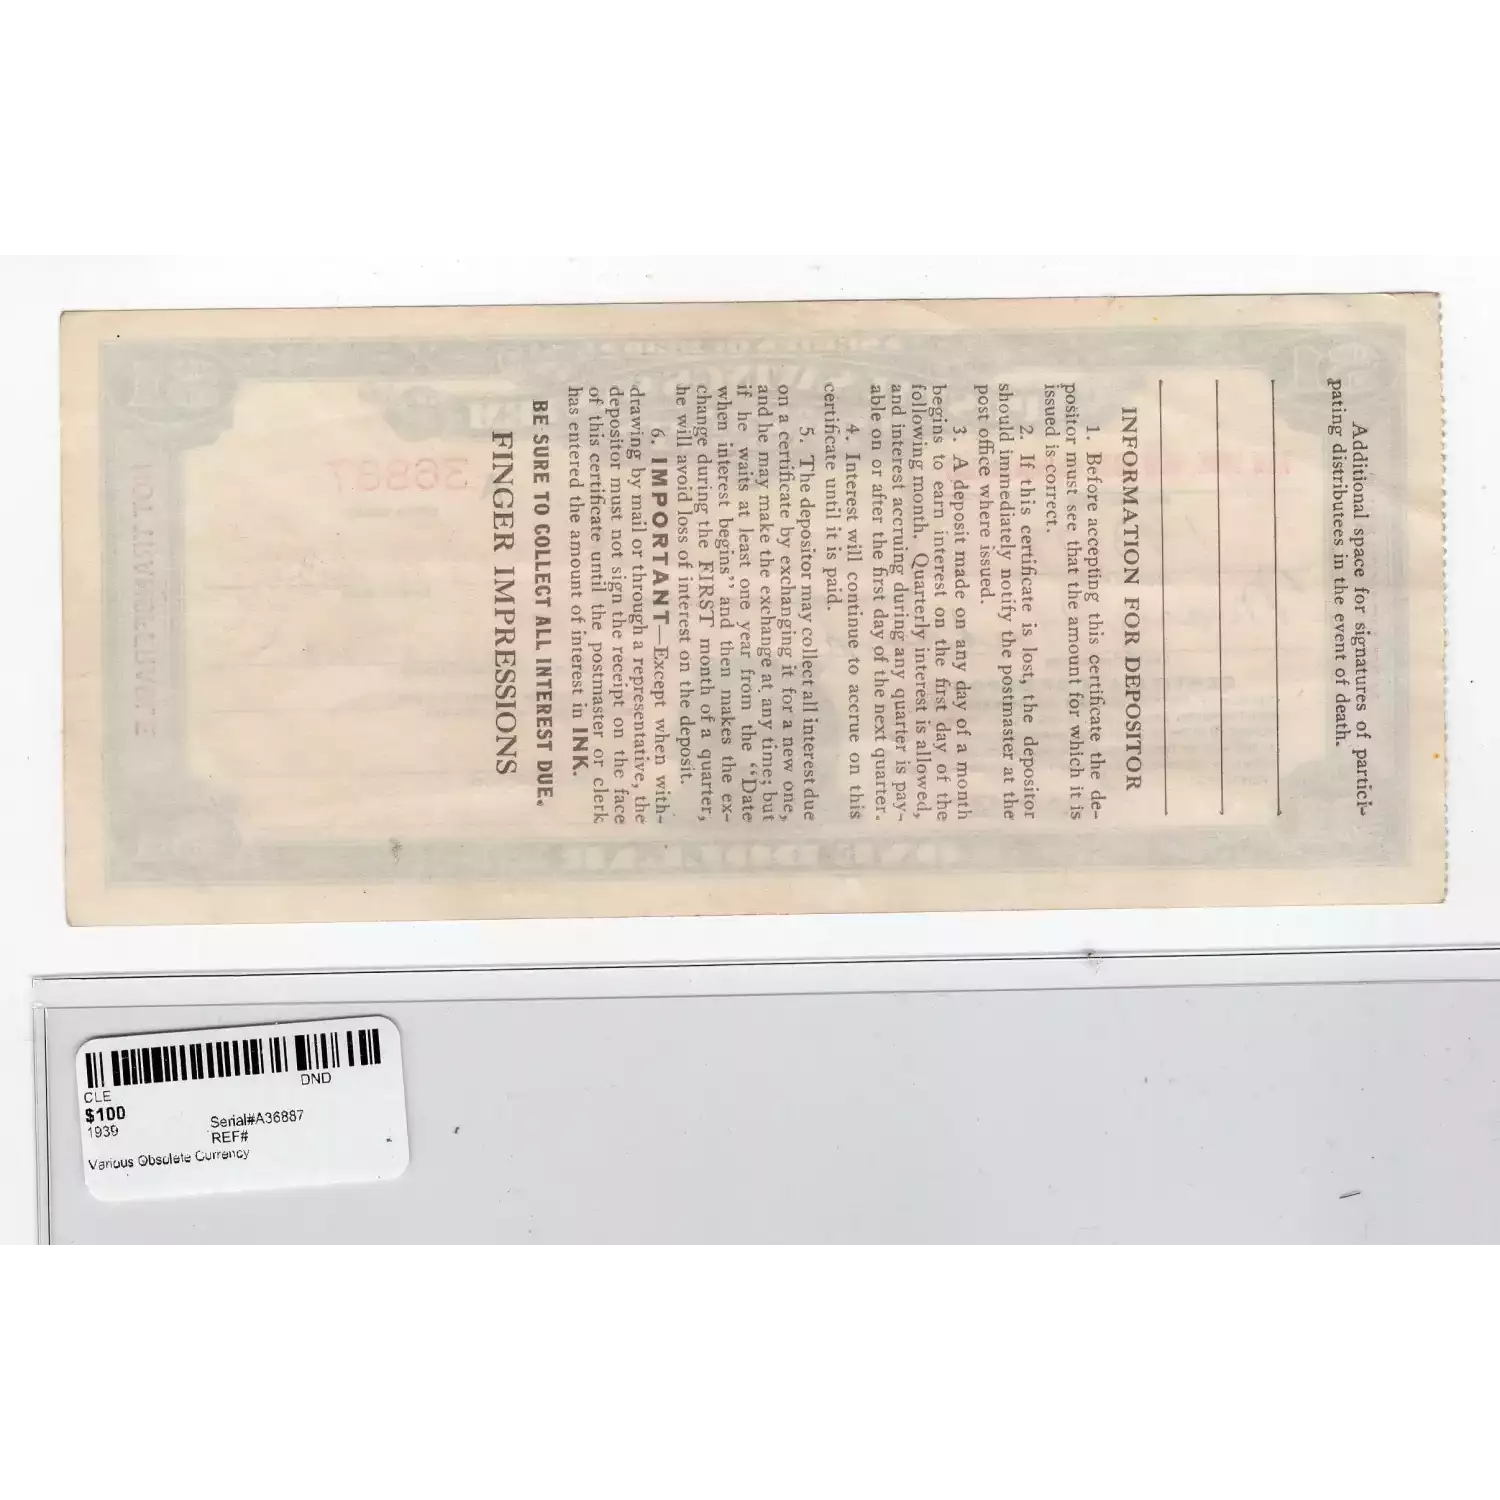 Additional space for signatures of partici-
pating distributees in the event of death.
INFORMATION FOR DEPOSITOR
1. Before accepting this certificate the de-
positor must see that the amount for which it is
issued is correct.
2. If this certificate is lost, the depositor
should immediately notify the postmaster at the
post office where issued.
3. A deposit made on any day of a month
begins to earn interest on the first day of the
following month. Quarterly interest is allowed,
and interest accruing during any quarter is pay-
able on or after the first day of the next quarter.
4. Interest will continue to accrue on this
certificate until it is paid.
5. The depositor may collect all interest due
on a certificate by exchanging it for a new one,
and he may make the exchange at any time; but
if he waits at least one year from the “Date
when interest begins” and then makes the ex-
change during the FIRST month of a quarter,
he will avoid loss of interest on the deposit.
6. IMPORTANT—Except when with-
drawing by mail or through a representative, the
depositor must not sign the receipt on the face
of this certificate until the postmaster or clerk
has entered the amount of interest in INK.
BE SURE TO COLLECT ALL INTEREST DUE.
FINGER IMPRESSIONS
36887
CLE DND
$100
1939 Serial#A36887
REF#
Various Obsolete Currency